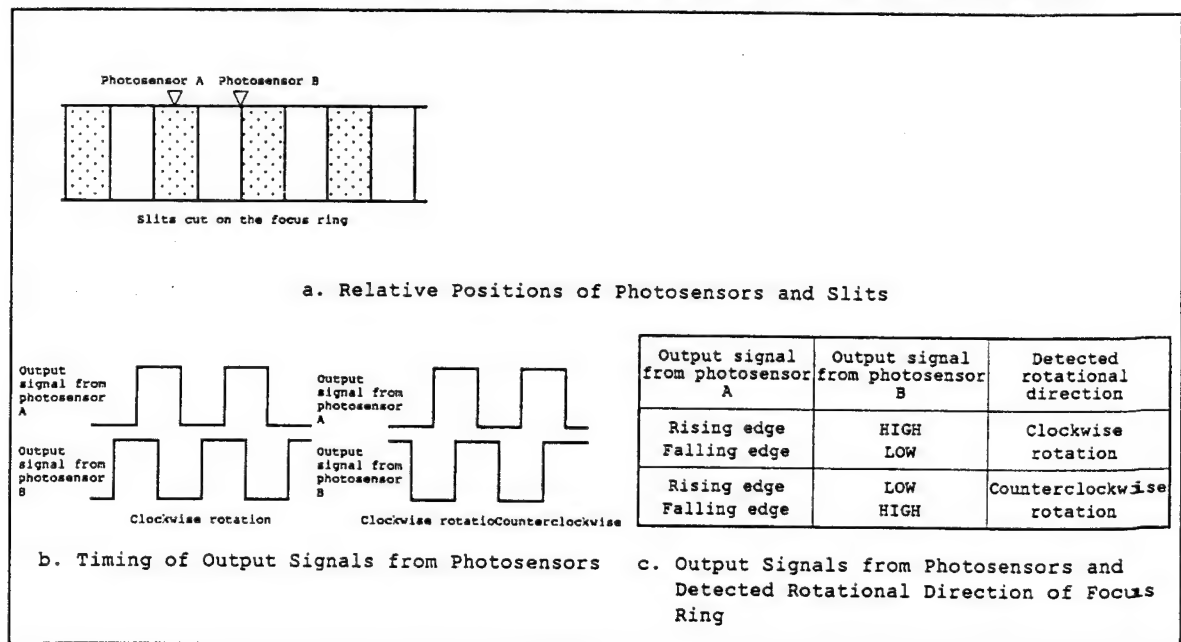 Photosensor A Photosensor B
Slits cut on the focus ring
a. Relative Positions of Photosensors and Slits
Output
signal from
photosensor
A
Output
signal from
photosensor
B
Clockwise rotation
Output
signal from
photosensor
A
Output
signal from
photosensor
B
Clockwise rotatioCounterclockwise
b. Timing of Output Signals from Photosensors
Output signal
from photosensor
A
Output signal
from photosensor
B
Detected
rotational
direction
Rising edge HIGH Clockwise
Falling edge LOW rotation
Rising edge LOW Counterclockwise
Falling edge HIGH rotation
c. Output Signals from Photosensors and
Detected Rotational Direction of Focus
Ring